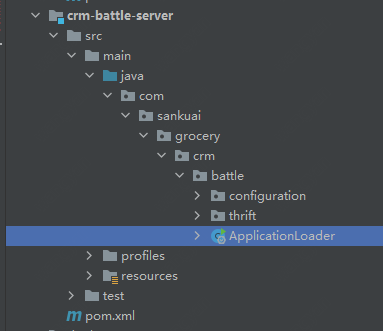 crm-battle-server
src
main
java
com
sankuai
grocery
crm
battle
configuration
thrift
ApplicationLoader
profiles
resources
test
pom.xml